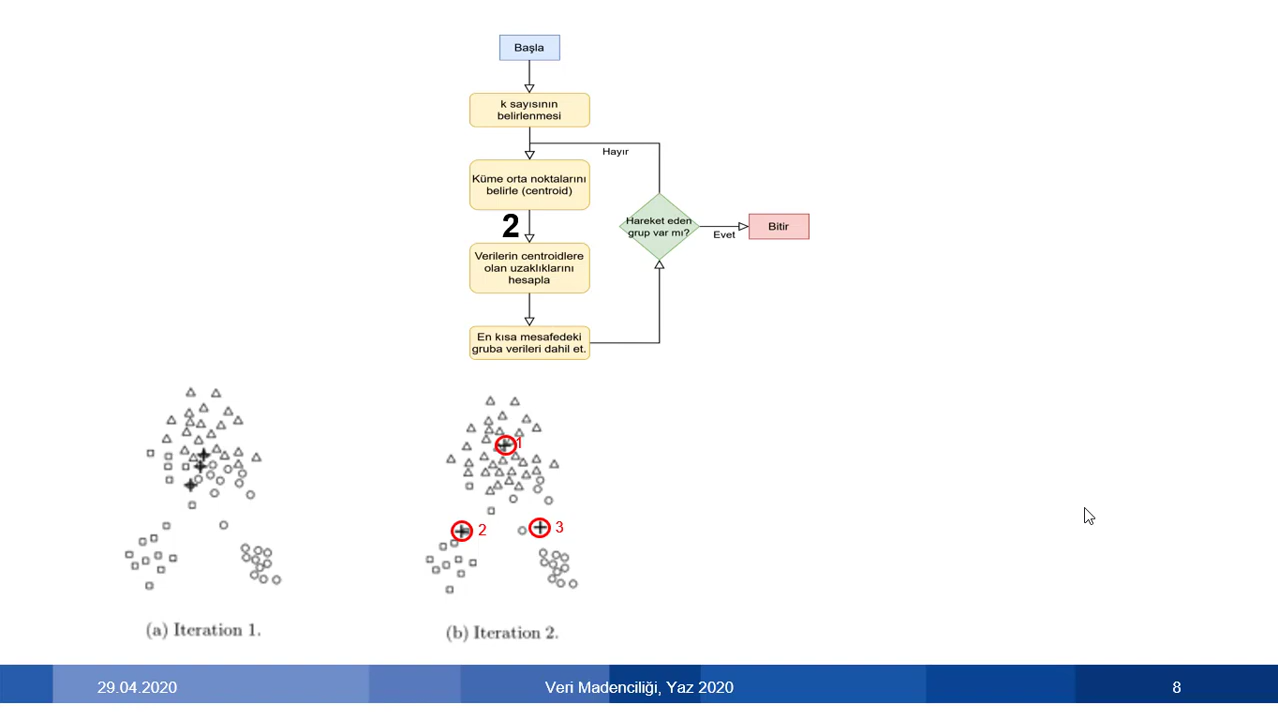 Başla
k sayısının
belirlenmesi
Hayır
Küme orta noktalarını
belirle (centroid)
2
Hareket eden
grup var mı?
Evet
Bitir
Verilerin centroidlere
olan uzaklıklarını
hesapla
En kısa mesafedeki
gruba verileri dahil et.
1
2
3
(a) Iteration 1.
(b) Iteration 2.
29.04.2020
Veri Madenciliği, Yaz 2020
8